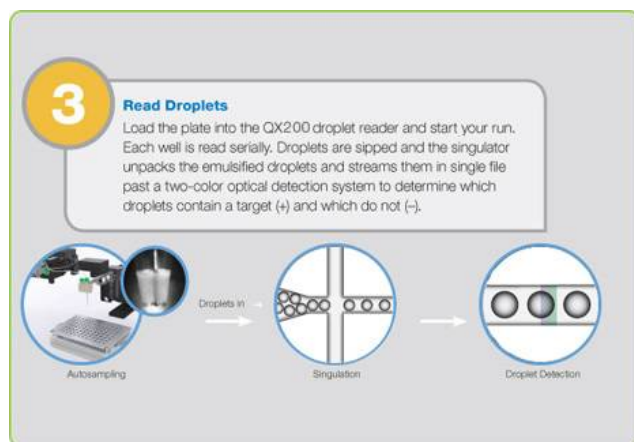 3
Read Droplets
Load the plate into the QX200 droplet reader and start your run.
Each well is read serially. Droplets are sipped and the singulator
unpacks the emulsified droplets and streams them in single file
past a two-color optical detection system to determine which
droplets contain a target (+) and which do not (–).
Droplets in
Autosampling
Singulation
Droplet Detection